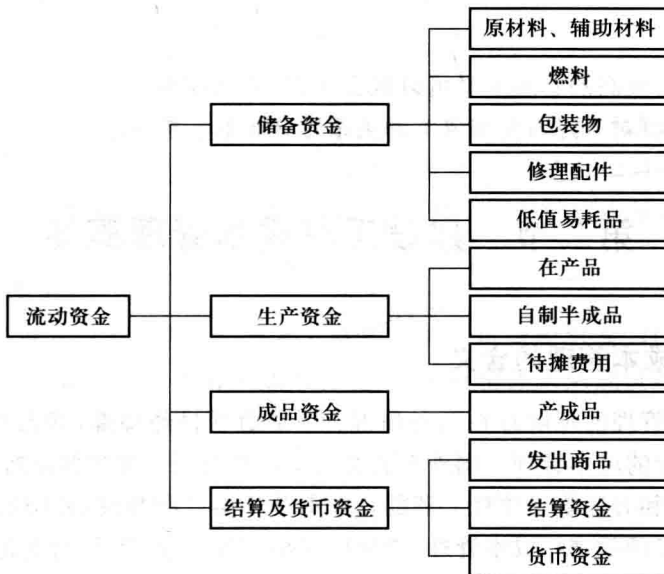 原材料、辅助材料
燃料
储备资金
包装物
修理配件
低值易耗品
在产品
流动资金
生产资金
自制半成品
待摊费用
成品资金
产成品
发出商品
结算及货币资金
结算资金
货币资金